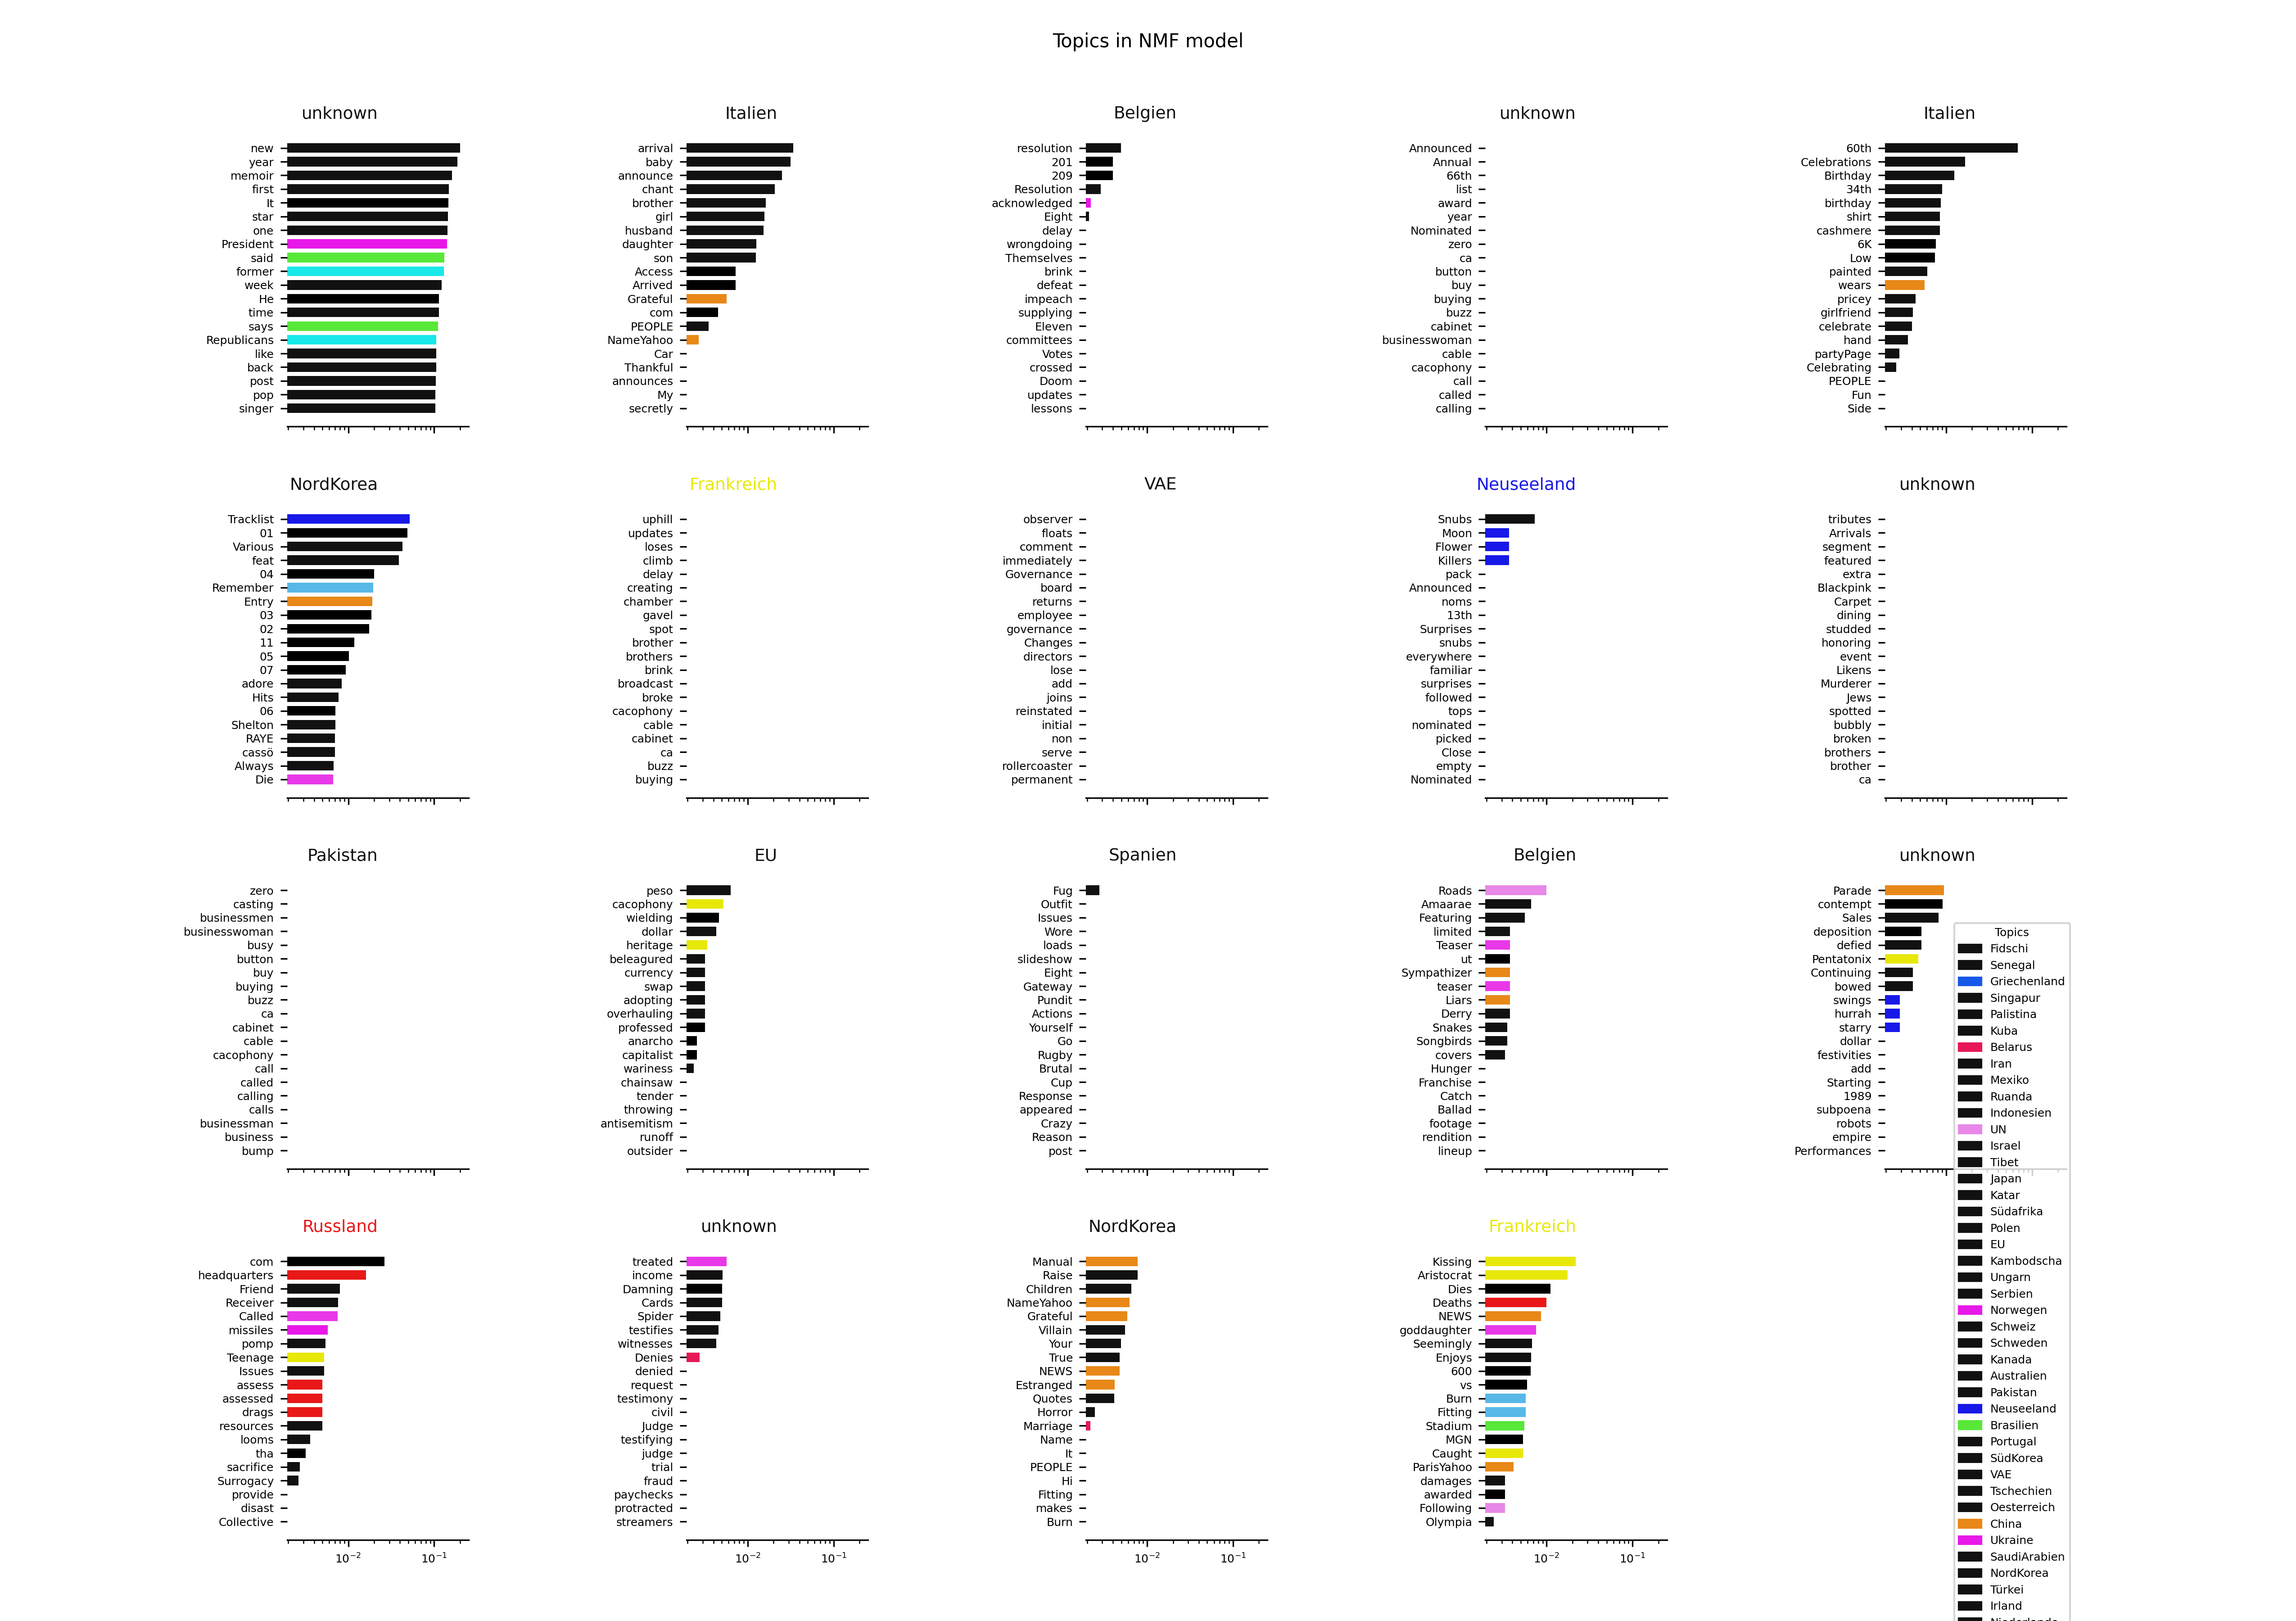 Topics in NMF model
unknown
new
year
memoir
first
It
star
one
President
said
former
week
He
time
says
Republicans
like
back
post
pop
singer
Italien
arrival
baby
announce
chant
brother
girl
husband
daughter
son
Access
Arrived
Grateful
com
PEOPLE
NameYahoo
Car
Thankful
announces
My
secretly
Belgien
resolution
201
209
Resolution
acknowledged
Eight
delay
wrongdoing
Themselves
brink
defeat
impeach
supplying
Eleven
committees
Votes
crossed
Doom
updates
lessons
unknown
Announced
Annual
66th
list
award
year
Nominated
zero
ca
button
buy
buying
buzz
cabinet
businesswoman
cable
cacophony
call
called
calling
Italien
60th
Celebrations
Birthday
34th
birthday
shirt
cashmere
6K
Low
painted
wears
pricey
girlfriend
celebrate
hand
partyPage
Celebrating
PEOPLE
Fun
Side
NordKorea
Tracklist
01
Various
feat
04
Remember
Entry
03
02
11
05
07
adore
Hits
06
Shelton
RAYE
cassö
Always
Die
Frankreich
uphill
updates
loses
climb
delay
creating
chamber
gavel
spot
brother
brothers
brink
broadcast
broke
cacophony
cable
cabinet
ca
buzz
buying
VAE
observer
floats
comment
immediately
Governance
board
returns
employee
governance
Changes
directors
lose
add
joins
reinstated
initial
non
serve
rollercoaster
permanent
Neuseeland
Snubs
Moon
Flower
Killers
pack
Announced
noms
13th
Surprises
snubs
everywhere
familiar
surprises
followed
tops
nominated
picked
Close
empty
Nominated
unknown
tributes
Arrivals
segment
featured
extra
Blackpink
Carpet
dining
studded
honoring
event
Likens
Murderer
Jews
spotted
bubbly
broken
brothers
brother
ca
Pakistan
zero
casting
businessmen
businesswoman
busy
button
buy
buying
buzz
ca
cabinet
cable
cacophony
call
called
calling
calls
businessman
business
bump
EU
peso
cacophony
wielding
dollar
heritage
beleagured
currency
swap
adopting
overhauling
professed
anarcho
capitalist
wariness
chainsaw
tender
throwing
antisemitism
runoff
outsider
Spanien
Fug
Outfit
Issues
Wore
loads
slideshow
Eight
Gateway
Pundit
Actions
Yourself
Go
Rugby
Brutal
Cup
Response
appeared
Crazy
Reason
post
Belgien
Roads
Amaarae
Featuring
limited
Teaser
ut
Sympathizer
teaser
Liars
Derry
Snakes
Songbirds
covers
Hunger
Franchise
Catch
Ballad
footage
rendition
lineup
unknown
Parade
contempt
Sales
deposition
defied
Pentatonix
Continuing
bowed
swings
hurrah
starry
dollar
festivities
add
Starting
1989
subpoena
robots
empire
Performances
Russland
com
headquarters
Friend
Receiver
Called
missiles
pomp
Teenage
Issues
assess
assessed
drags
resources
looms
tha
sacrifice
Surrogacy
provide
disast
Collective
10⁻² 10⁻¹
unknown
treated
income
Damning
Cards
Spider
testifies
witnesses
Denies
denied
request
testimony
civil
Judge
testifying
judge
trial
fraud
paychecks
protracted
streamers
10⁻² 10⁻¹
NordKorea
Manual
Raise
Children
NameYahoo
Grateful
Villain
Your
True
NEWS
Estranged
Quotes
Horror
Marriage
Name
It
PEOPLE
Hi
Fitting
makes
Burn
10⁻² 10⁻¹
Frankreich
Kissing
Aristocrat
Dies
Deaths
NEWS
goddaughter
Seemingly
Enjoys
600
vs
Burn
Fitting
Stadium
MGN
Caught
ParisYahoo
damages
awarded
Following
Olympia
10⁻² 10⁻¹
Topics
Fidschi
Senegal
Griechenland
Singapur
Palistina
Kuba
Belarus
Iran
Mexiko
Ruanda
Indonesien
UN
Israel
Tibet
Japan
Katar
Südafrika
Polen
EU
Kambodscha
Ungarn
Serbien
Norwegen
Schweiz
Schweden
Kanada
Australien
Pakistan
Neuseeland
Brasilien
Portugal
SüdKorea
VAE
Tschechien
Oesterreich
China
Ukraine
SaudiArabien
NordKorea
Türkei
Irland